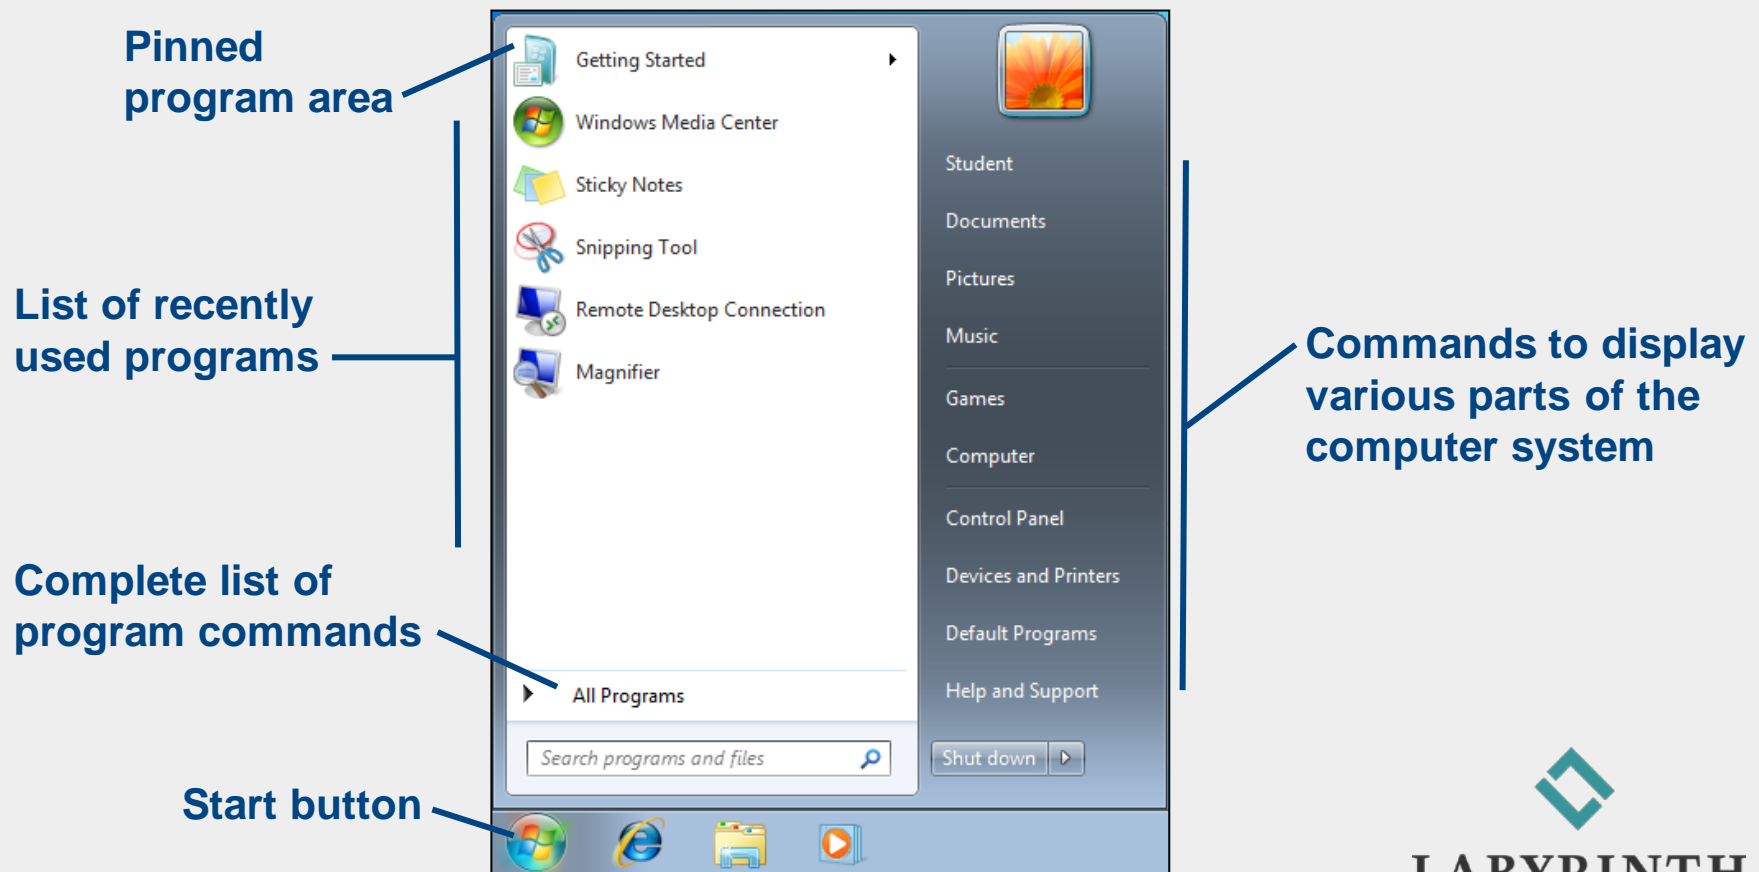 Pinned
program area
List of recently
used programs
Complete list of
program commands
Start button
Getting Started
Windows Media Center
Sticky Notes
Snipping Tool
Remote Desktop Connection
Magnifier
All Programs
Search programs and files
Student
Documents
Pictures
Music
Games
Computer
Control Panel
Devices and Printers
Default Programs
Help and Support
Shut down
Commands to display
various parts of the
computer system
LABYRINTH